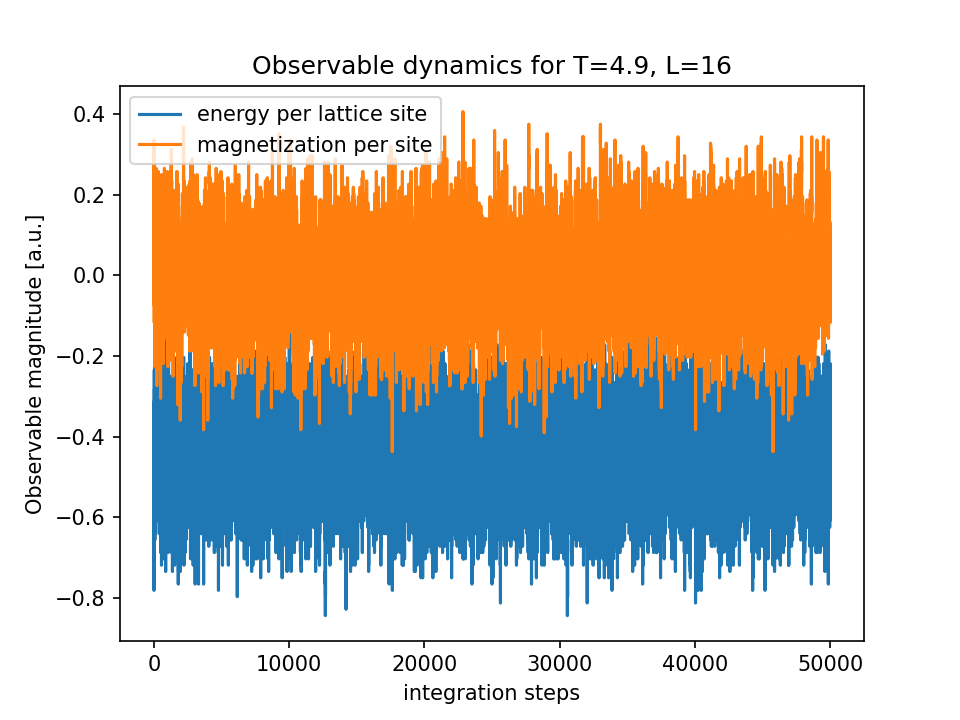 Observable dynamics for T=4.9, L=16
energy per lattice site
magnetization per site
Observable magnitude [a.u.]
0.4
0.2
0.0
−0.2
−0.4
−0.6
−0.8
0 10000 20000 30000 40000 50000
integration steps